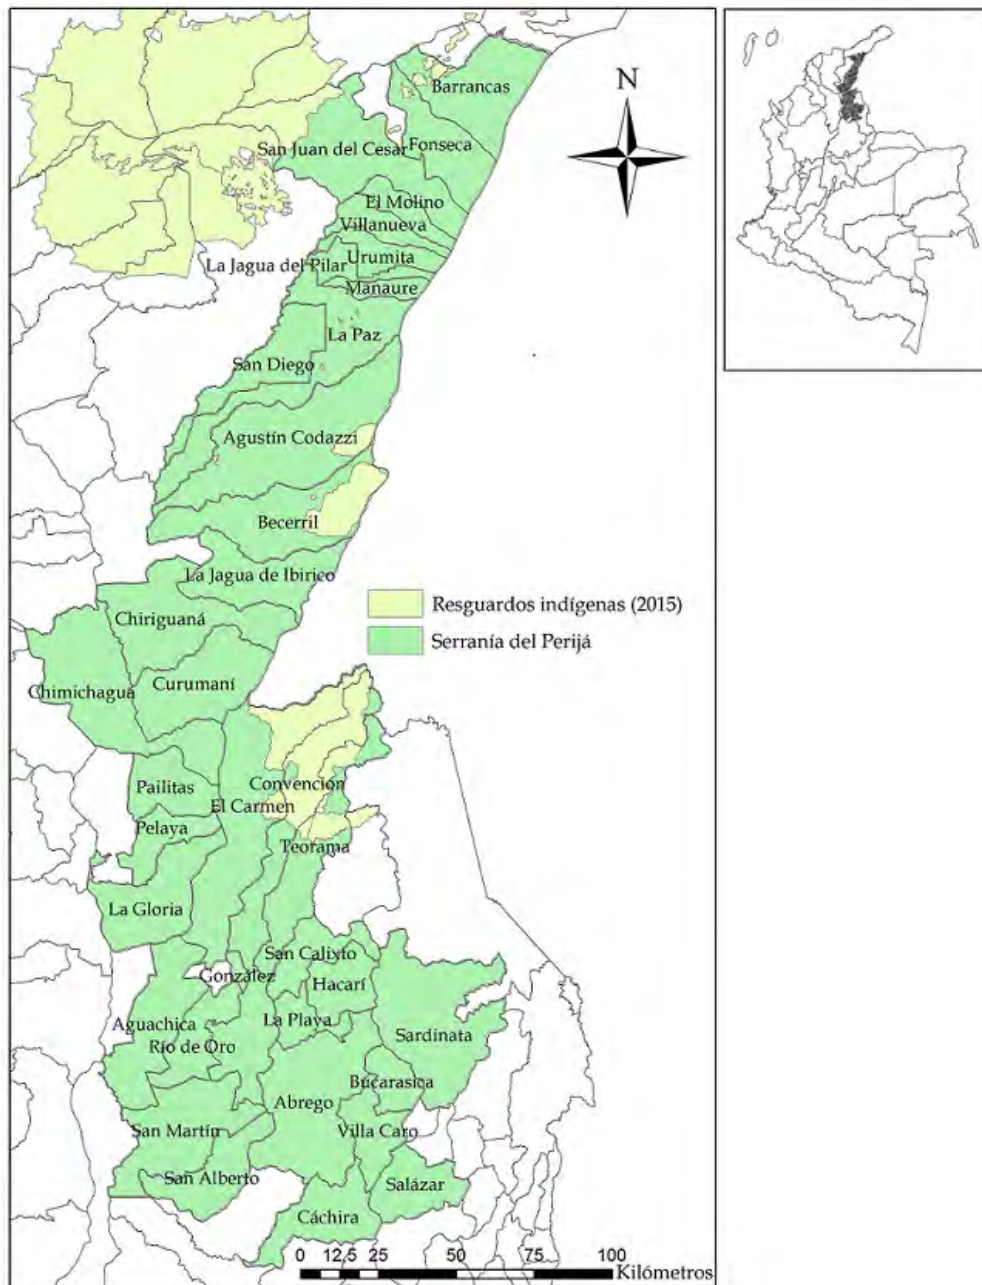 Barrancas
N
San Juan del Cesar
Fonseca
El Molino
Villanueva
La Jagua del Pilar
Urumita
Manaure
La Paz
San Diego
Agustín Codazzi
Becerril
La Jagua de Ibirico
Resguardos indígenas (2015)
Chiriguaná
Serranía del Perijá
Chimichagua
Curumaní
Pailitas
Convención
El Carmen
Pelaya
Teorama
La Gloria
San Calixto
González
Hacarí
Aguachica
La Playa
Río de Oro
Sardinata
Bucarasica
Abrego
San Martín
Villa Caro
San Alberto
Salázar
Cáchira
0 12,5 25 50 75 100
Kilómetros